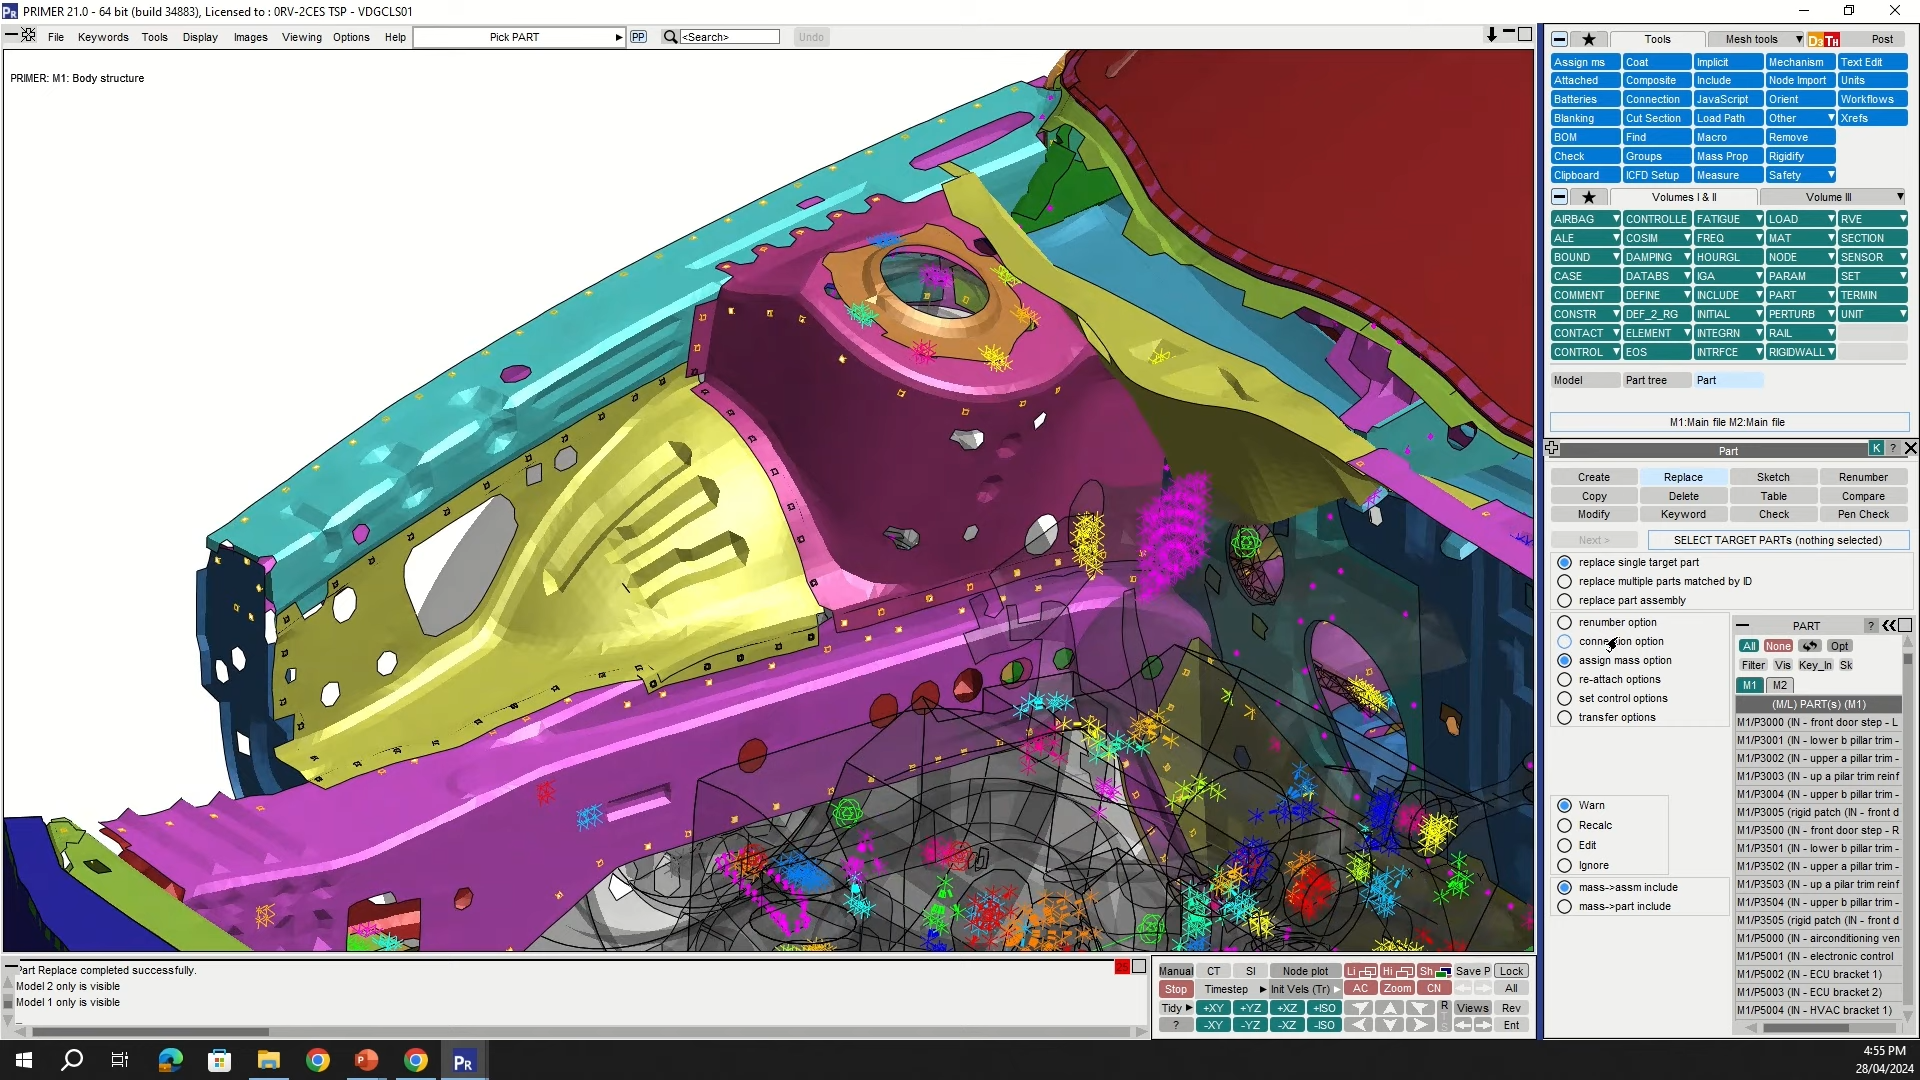 PRIMER 21.0 - 64 bit (build 34883), Licensed to : 0RV-2CES TSP - VDGCLS01
File Keywords Tools Display Images Viewing Options Help Pick PART PP <Search> Undo
PRIMER: M1: Body structure
Tools Mesh tools D3 TH Post
Assign ms Coat Implicit Mechanism Text Edit
Attached Composite Include Node Import Units
Batteries Connection JavaScript Orient Workflows
Blanking Cut Section Load Path Other Xrefs
BOM Find Macro Remove
Check Groups Mass Prop Rigidify
Clipboard ICFD Setup Measure Safety
Volumes I & II Volume III
AIRBAG CONTROLLE FATIGUE LOAD RVE
ALE COSIM FREQ MAT SECTION
BOUND DAMPING HOURGL NODE SENSOR
CASE DATABS IGA PARAM SET
COMMENT DEFINE INCLUDE PART TERMIN
CONSTR DEF_2_RG INITIAL PERTURB UNIT
CONTACT ELEMENT INTEGRN RAIL
CONTROL EOS INTRFCE RIGIDWALL
Model Part tree Part
M1:Main file M2:Main file
Part K ?
Create Replace Sketch Renumber
Copy Delete Table Compare
Modify Keyword Check Pen Check
Next > SELECT TARGET PARTs (nothing selected)
replace single target part
replace multiple parts matched by ID
replace part assembly
renumber option
connection option
assign mass option
re-attach options
set control options
transfer options
Warn
Recalc
Edit
Ignore
mass->assm include
mass->part include
PART ?
All None Opt
Filter Vis Key_In Sk
M1 M2
(M/L) PART(s) (M1)
M1/P3000 (IN - front door step - L
M1/P3001 (IN - lower b pillar trim -
M1/P3002 (IN - upper a pillar trim -
M1/P3003 (IN - up a pilar trim reinf
M1/P3004 (IN - upper b pillar trim -
M1/P3005 (rigid patch (IN - front d
M1/P3500 (IN - front door step - R
M1/P3501 (IN - lower b pillar trim -
M1/P3502 (IN - upper a pillar trim -
M1/P3503 (IN - up a pilar trim reinf
M1/P3504 (IN - upper b pillar trim -
M1/P3505 (rigid patch (IN - front d
M1/P5000 (IN - airconditioning ven
M1/P5001 (IN - electronic control
M1/P5002 (IN - ECU bracket 1)
M1/P5003 (IN - ECU bracket 2)
M1/P5004 (IN - HVAC bracket 1)
Part Replace completed successfully.
Model 2 only is visible
Model 1 only is visible
Manual CT SI Node plot Li Hi Sh Save P Lock
Stop Timestep Init Vels (Tr) AC Zoom CN All
Tidy +XY +YZ +XZ +ISO Views Rev
? -XY -YZ -XZ -ISO Ent
4:55 PM
28/04/2024